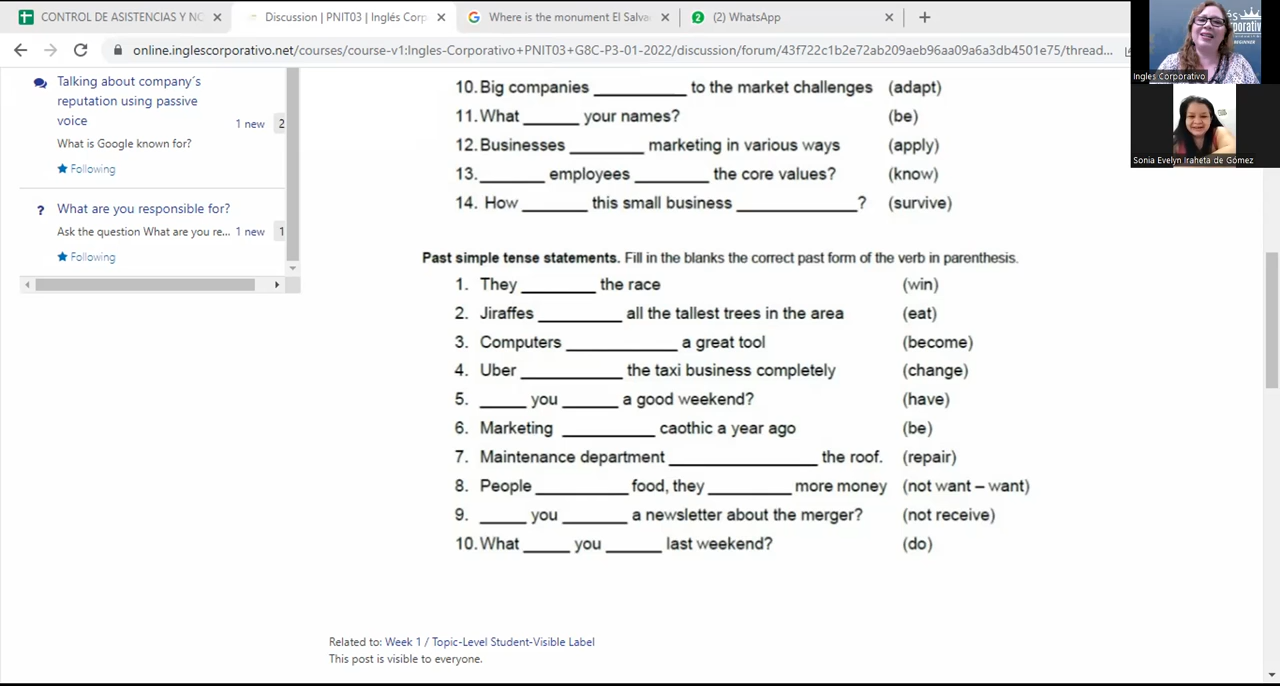 CONTROL DE ASISTENCIAS Y NO
Discussion | PNIT03 | Inglés Corp
Where is the monument El Salva
(2) WhatsApp
online.inglescorporativo.net/courses/course-v1:Ingles-Corporativo+PNIT03+G8C-P3-01-2022/discussion/forum/43f722c1b2e72ab209aeb96aa09a6a3db4501e75/thread...
Ingles Corporativo
BEGINNER
Sonia Evelyn Iraheta de Gómez
Talking about company´s
reputation using passive
voice
1 new 2
What is Google known for?
Following
? What are you responsible for?
Ask the question What are you re... 1 new 1
Following
10. Big companies __________ to the market challenges (adapt)
11. What ______ your names? (be)
12. Businesses ________ marketing in various ways (apply)
13. _______ employees ________ the core values? (know)
14. How _______ this small business _____________? (survive)
Past simple tense statements. Fill in the blanks the correct past form of the verb in parenthesis.
1. They ________ the race (win)
2. Jiraffes _________ all the tallest trees in the area (eat)
3. Computers ____________ a great tool (become)
4. Uber ___________ the taxi business completely (change)
5. _____ you ______ a good weekend? (have)
6. Marketing __________ caothic a year ago (be)
7. Maintenance department ________________ the roof. (repair)
8. People __________ food, they _________ more money (not want – want)
9. _____ you _______ a newsletter about the merger? (not receive)
10. What _____ you ______ last weekend? (do)
Related to: Week 1 / Topic-Level Student-Visible Label
This post is visible to everyone.